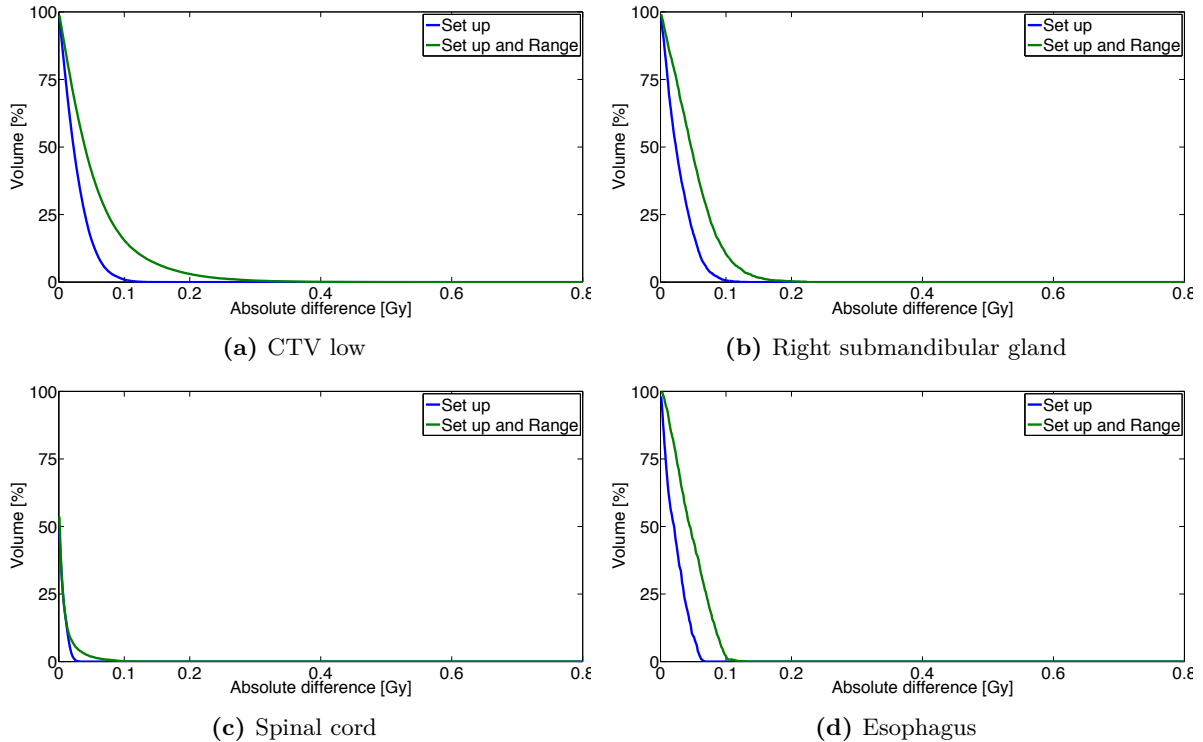 100
75
50
25
0
Volume [%]
Set up
Set up and Range
0 0.1 0.2 0.4 0.6 0.8
Absolute difference [Gy]
(a) CTV low
100
75
50
25
0
Volume [%]
Set up
Set up and Range
0 0.1 0.2 0.4 0.6 0.8
Absolute difference [Gy]
(b) Right submandibular gland
100
75
50
25
0
Volume [%]
Set up
Set up and Range
0 0.1 0.2 0.4 0.6 0.8
Absolute difference [Gy]
(c) Spinal cord
100
75
50
25
0
Volume [%]
Set up
Set up and Range
0 0.1 0.2 0.4 0.6 0.8
Absolute difference [Gy]
(d) Esophagus